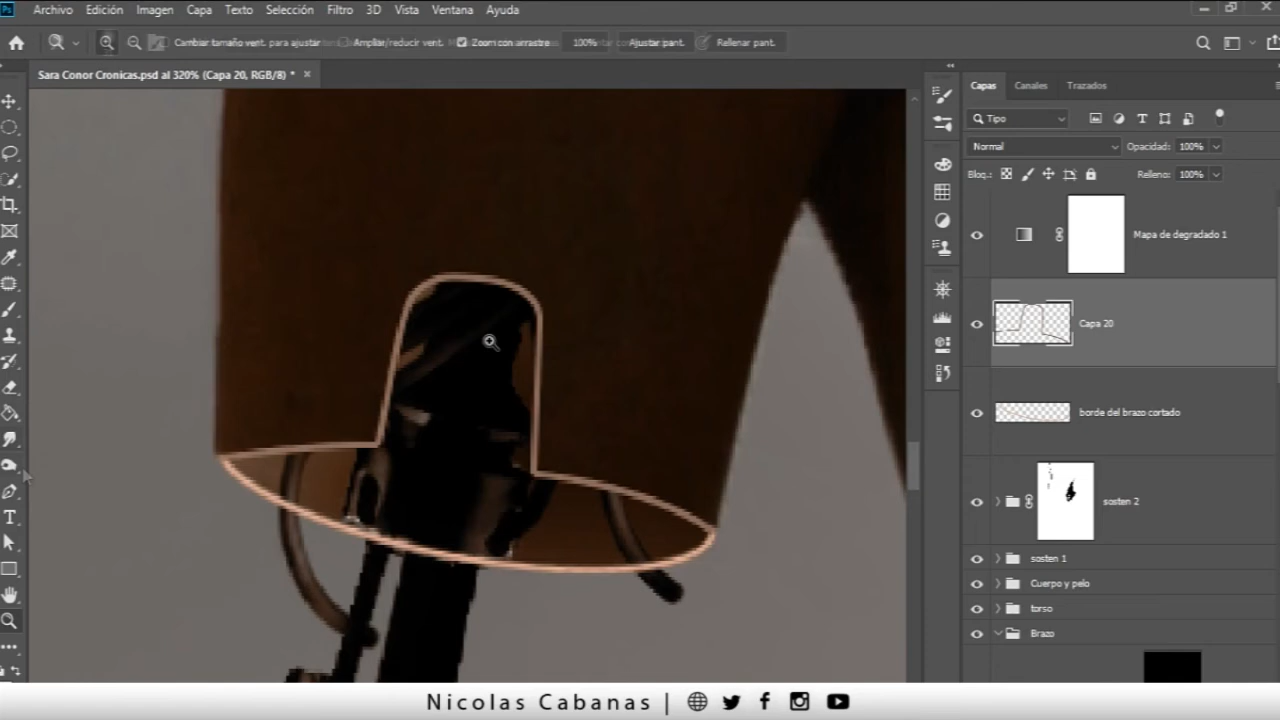 Ps Archivo Edición Imagen Capa Texto Selección Filtro 3D Vista Ventana Ayuda
Cambiar tamaño vent. para ajustar Ampliar/reducir vent. Zoom con arrastre 100% Ajustar pant. Rellenar pant.
Sara Conor Cronicas.psd al 320% (Capa 20, RGB/8) * ×
Capas Canales Trazados
Tipo
Normal Opacidad: 100%
Bloq.: Relleno: 100%
Mapa de degradado 1
Capa 20
borde del brazo cortado
sosten 2
sosten 1
Cuerpo y pelo
torso
Brazo
Nicolas Cabanas |